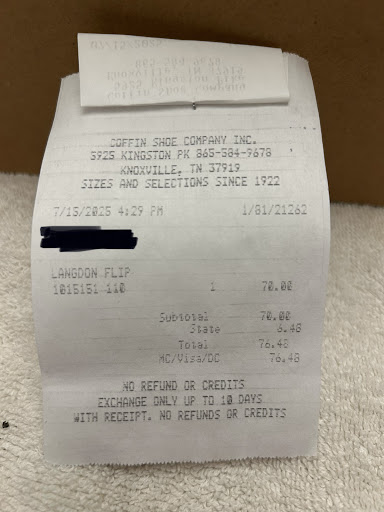 COFFIN SHOE COMPANY INC.
5925 KINGSTON PK 865-584-9678
KNOXVILLE, TN 37919
SIZES AND SELECTIONS SINCE 1922
7/15/2025 4:29 PM 1/81/21262
LANGDON FLIP
1015151 110 1 70.00
Subtotal 70.00
State 6.48
Total 76.48
MC/Visa/DC 76.48
NO REFUND OR CREDITS
EXCHANGE ONLY UP TO 10 DAYS
WITH RECEIPT. NO REFUNDS OR CREDITS